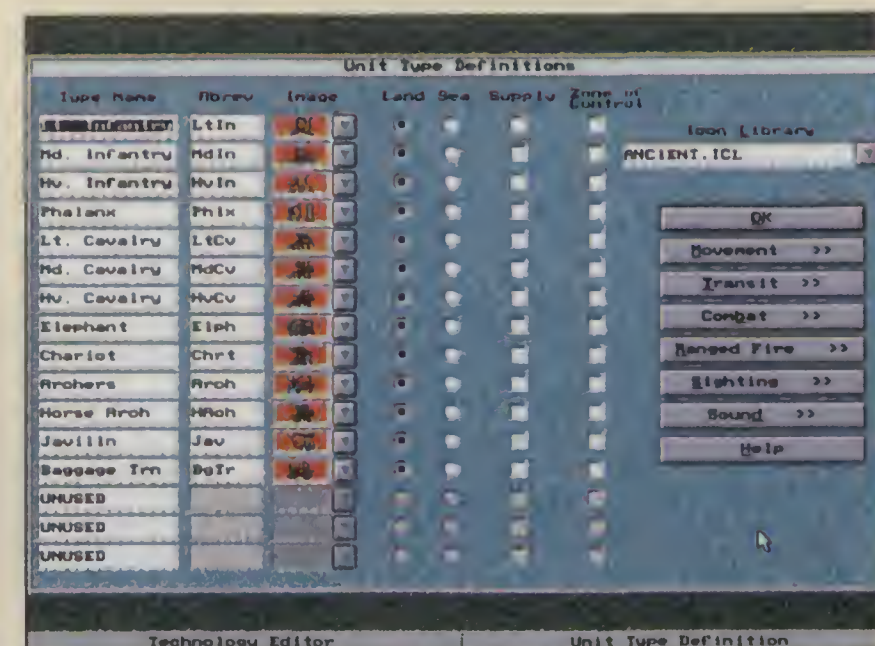 Unit Type Definitions
Type Name Abrev Image Land Sea Supply Zone of Control
LtIn
Md. Infantry MdIn
Hv. Infantry HvIn
Phalanx Phlx
Lt. Cavalry LtCv
Md. Cavalry MdCv
Hv. Cavalry HvCv
Elephant Elph
Chariot Chrt
Archers Arch
Horse Arch HArch
Javilin Jav
Baggage Trn BgTr
UNUSED
UNUSED
UNUSED
Icon Library
ANCIENT.ICL
OK
Movement >>
Transit >>
Combat >>
Ranged Fire >>
Sighting >>
Sound >>
Help
Technology Editor
Unit Type Definition